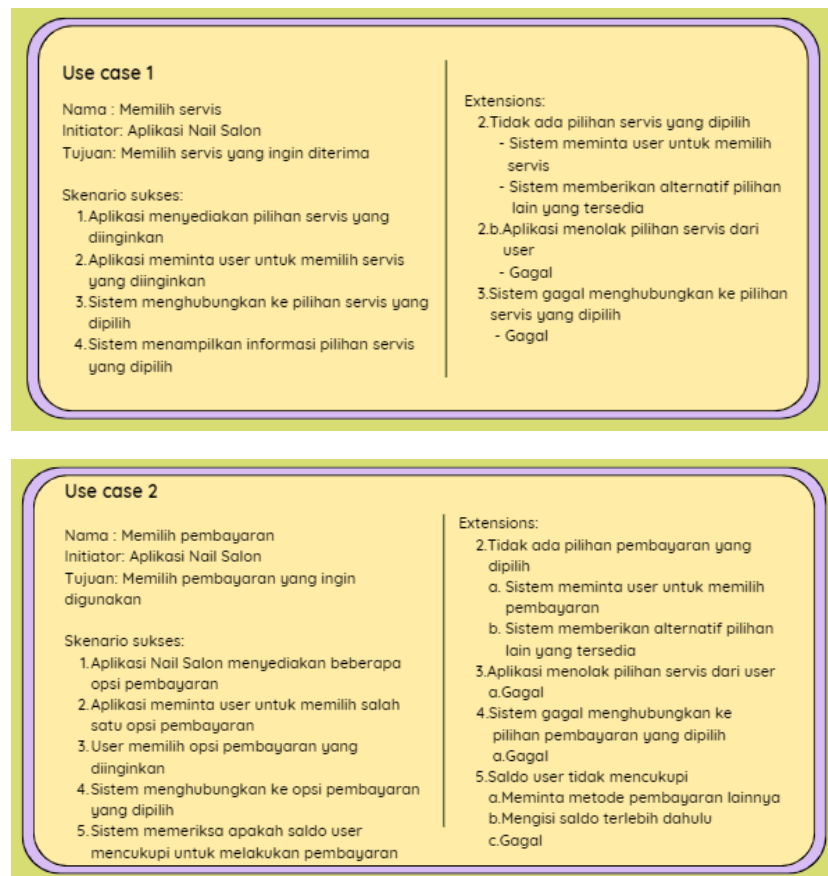 Use case 1
Nama : Memilih servis
Initiator: Aplikasi Nail Salon
Tujuan: Memilih servis yang ingin diterima
Skenario sukses:
1.Aplikasi menyediakan pilihan servis yang
diinginkan
2.Aplikasi meminta user untuk memilih servis
yang diinginkan
3.Sistem menghubungkan ke pilihan servis yang
dipilih
4.Sistem menampilkan informasi pilihan servis
yang dipilih
Extensions:
2.Tidak ada pilihan servis yang dipilih
- Sistem meminta user untuk memilih
servis
- Sistem memberikan alternatif pilihan
lain yang tersedia
2.b.Aplikasi menolak pilihan servis dari
user
- Gagal
3.Sistem gagal menghubungkan ke pilihan
servis yang dipilih
- Gagal
Use case 2
Nama : Memilih pembayaran
Initiator: Aplikasi Nail Salon
Tujuan: Memilih pembayaran yang ingin
digunakan
Skenario sukses:
1.Aplikasi Nail Salon menyediakan beberapa
opsi pembayaran
2.Aplikasi meminta user untuk memilih salah
satu opsi pembayaran
3.User memilih opsi pembayaran yang
diinginkan
4.Sistem menghubungkan ke opsi pembayaran
yang dipilih
5.Sistem memeriksa apakah saldo user
mencukupi untuk melakukan pembayaran
Extensions:
2.Tidak ada pilihan pembayaran yang
dipilih
a. Sistem meminta user untuk memilih
pembayaran
b. Sistem memberikan alternatif pilihan
lain yang tersedia
3.Aplikasi menolak pilihan servis dari user
a.Gagal
4.Sistem gagal menghubungkan ke
pilihan pembayaran yang dipilih
a.Gagal
5.Saldo user tidak mencukupi
a.Meminta metode pembayaran lainnya
b.Mengisi saldo terlebih dahulu
c.Gagal